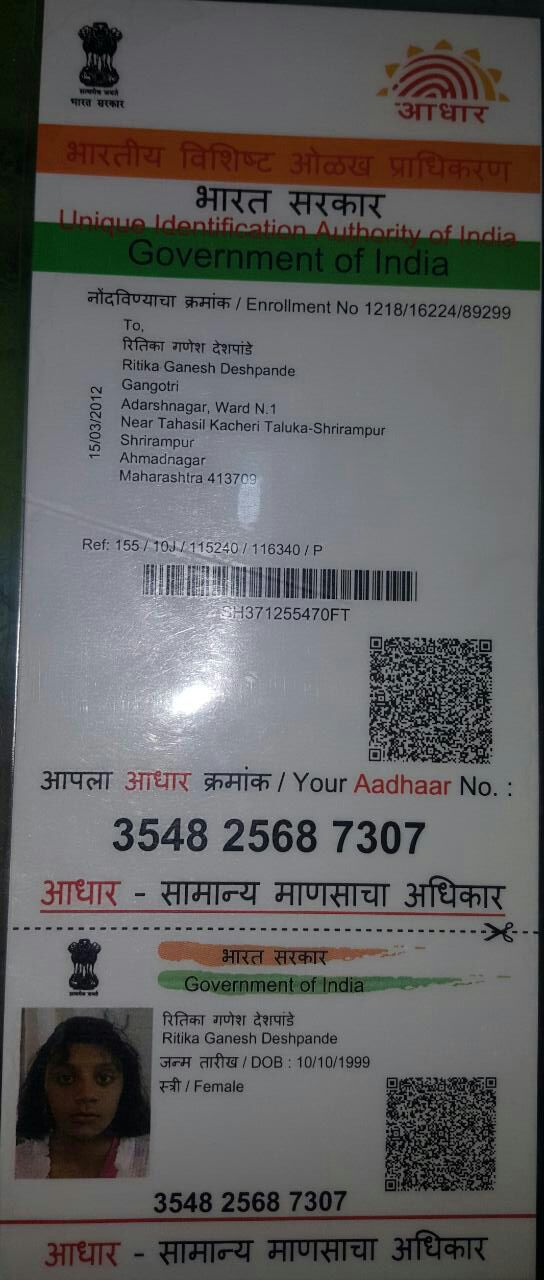 सत्यमेव जयते
भारत सरकार
आधार
भारतीय विशिष्ट ओळख प्राधिकरण
भारत सरकार
Unique Identification Authority of India
Government of India
नोंदविण्याचा क्रमांक / Enrollment No 1218/16224/89299
To,
रितिका गणेश देशपांडे
Ritika Ganesh Deshpande
Gangotri
Adarshnagar, Ward N.1
Near Tahasil Kacheri Taluka-Shrirampur
Shrirampur
Ahmadnagar
Maharashtra 413709
15/03/2012
Ref: 155 / 10J / 115240 / 116340 / P
SH371255470FT
आपला आधार क्रमांक / Your Aadhaar No. :
3548 2568 7307
आधार - सामान्य माणसाचा अधिकार
भारत सरकार
Government of India
रितिका गणेश देशपांडे
Ritika Ganesh Deshpande
जन्म तारीख / DOB : 10/10/1999
स्त्री / Female
3548 2568 7307
आधार - सामान्य माणसाचा अधिकार